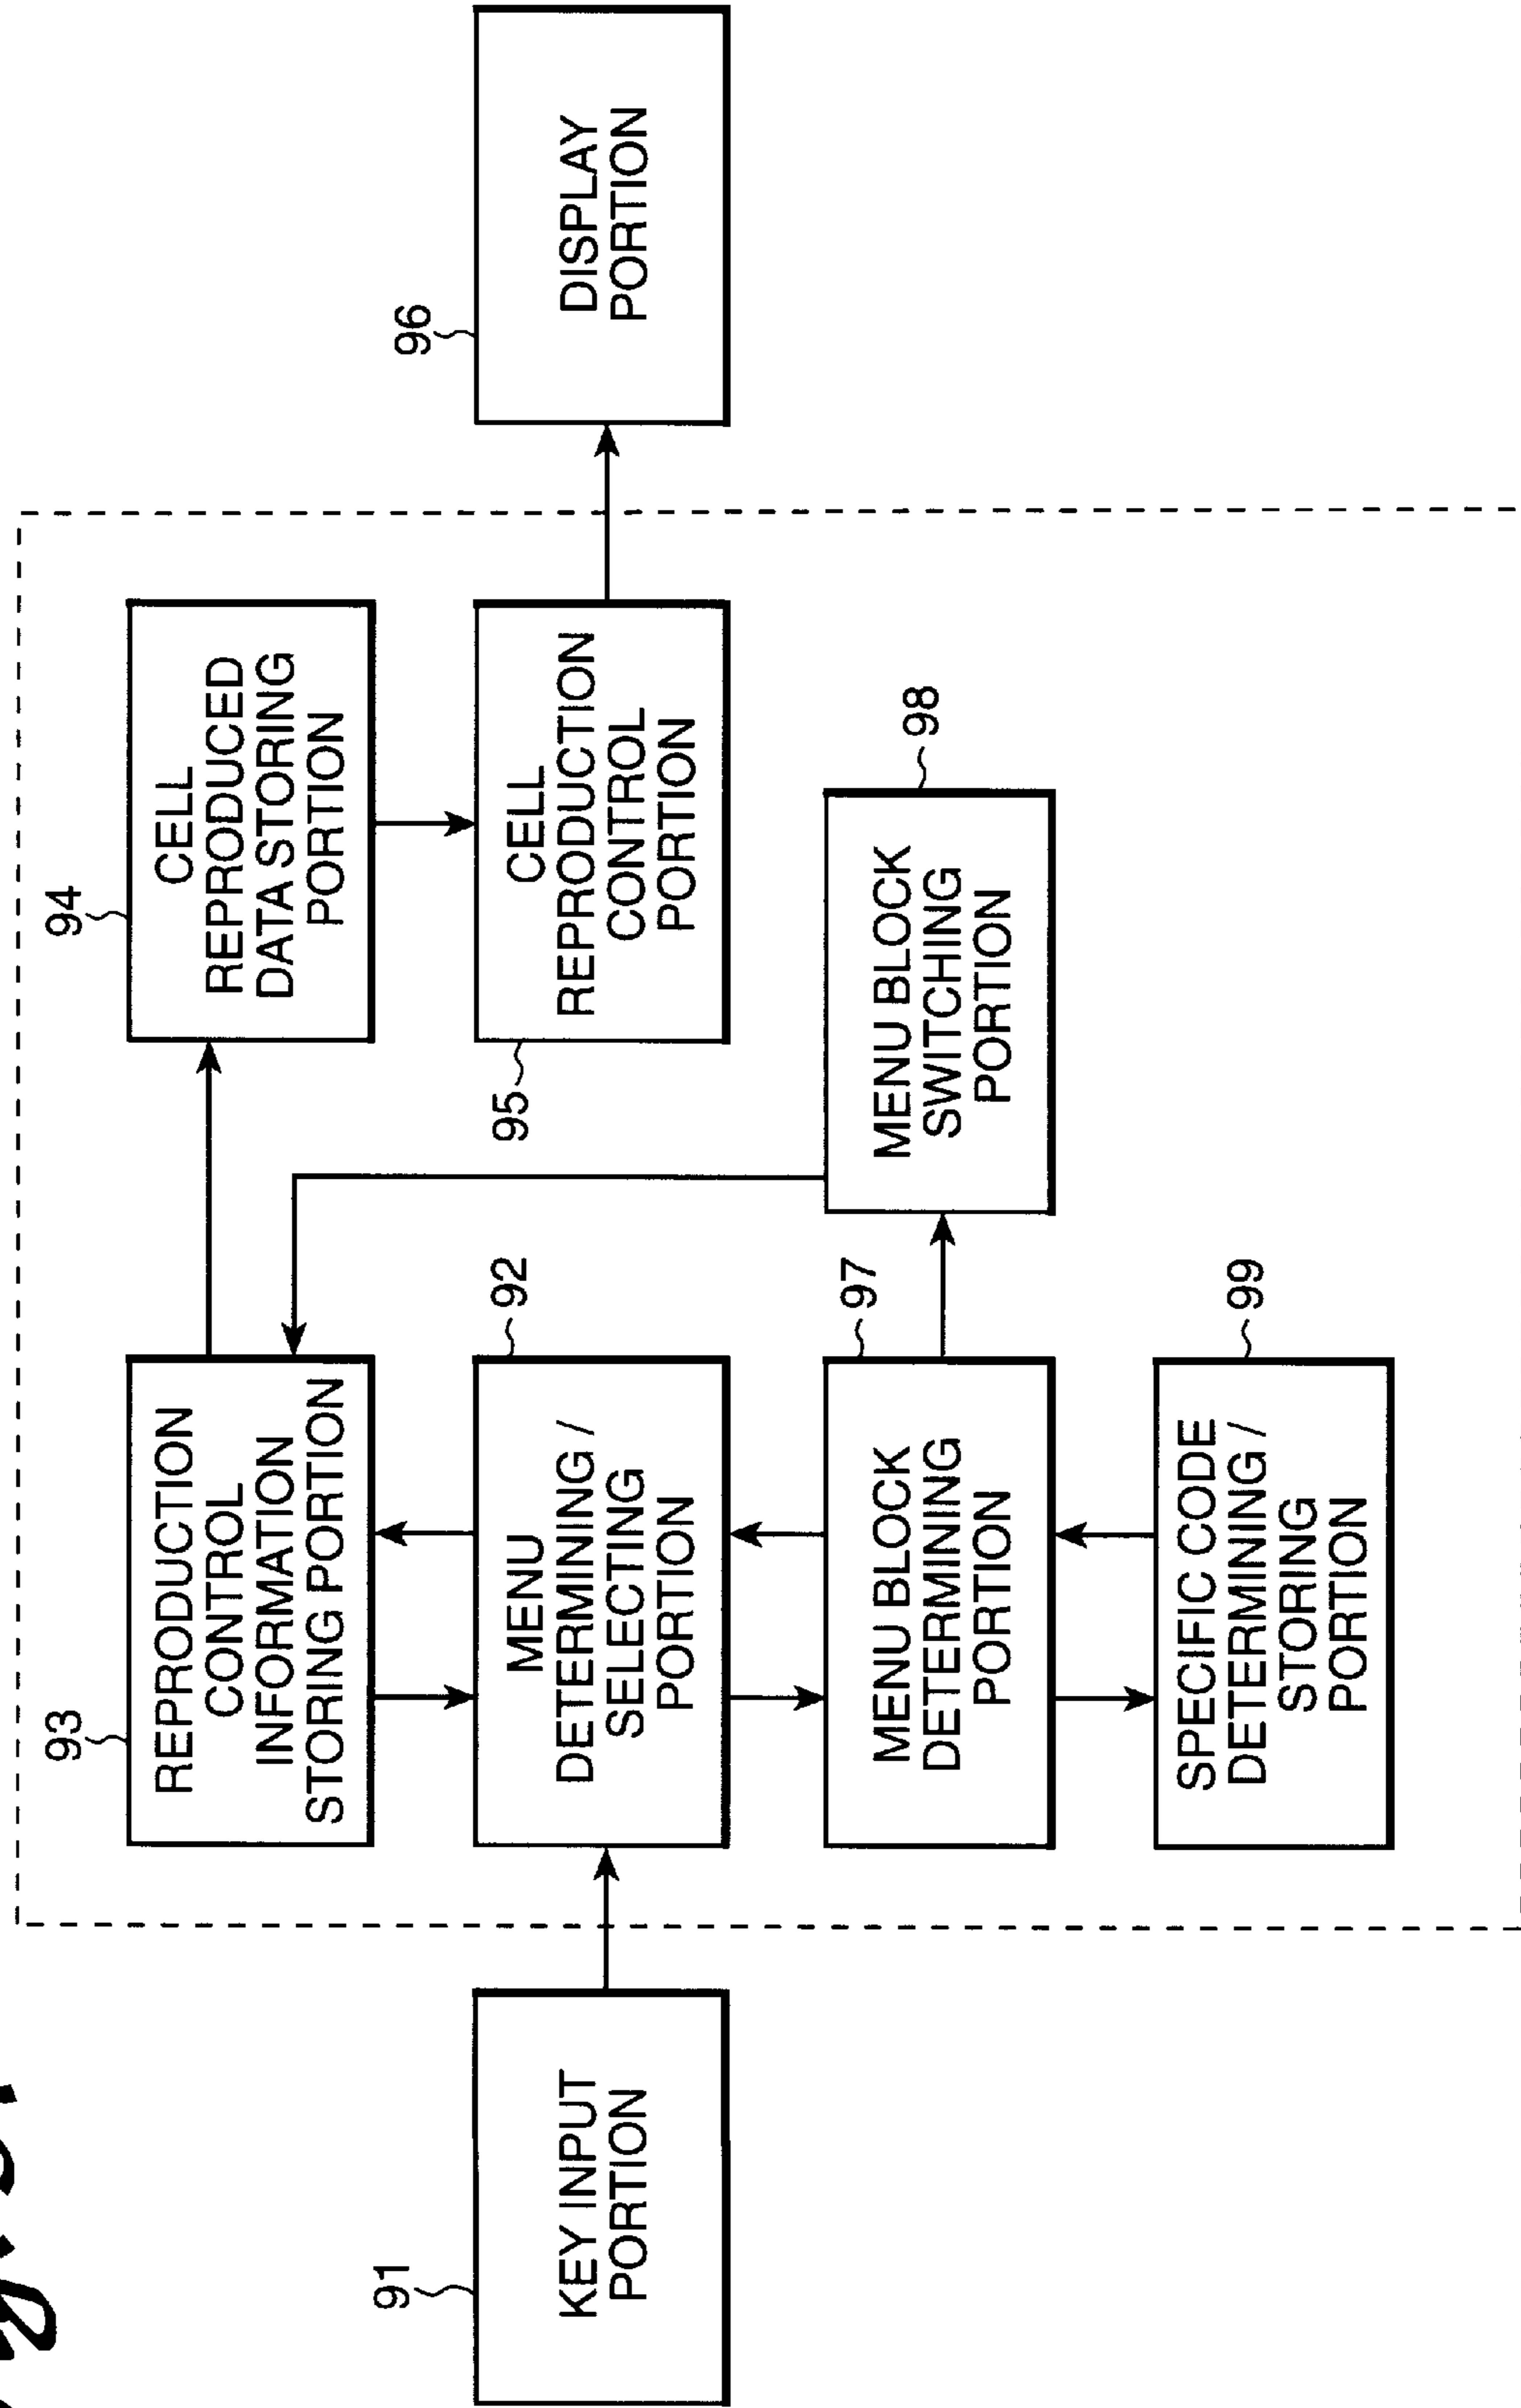 94
93
CELL
REPRODUCED
DATA STORING
PORTION
REPRODUCTION
CONTROL
INFORMATION
STORING PORTION
96
DISPLAY
PORTION
95
CELL
REPRODUCTION
CONTROL
PORTION
92
MENU
DETERMINING /
SELECTING
PORTION
91
KEY INPUT
PORTION
98
MENU BLOCK
SWITCHING
PORTION
97
MENU BLOCK
DETERMINING
PORTION
99
SPECIFIC CODE
DETERMINING /
STORING
PORTION